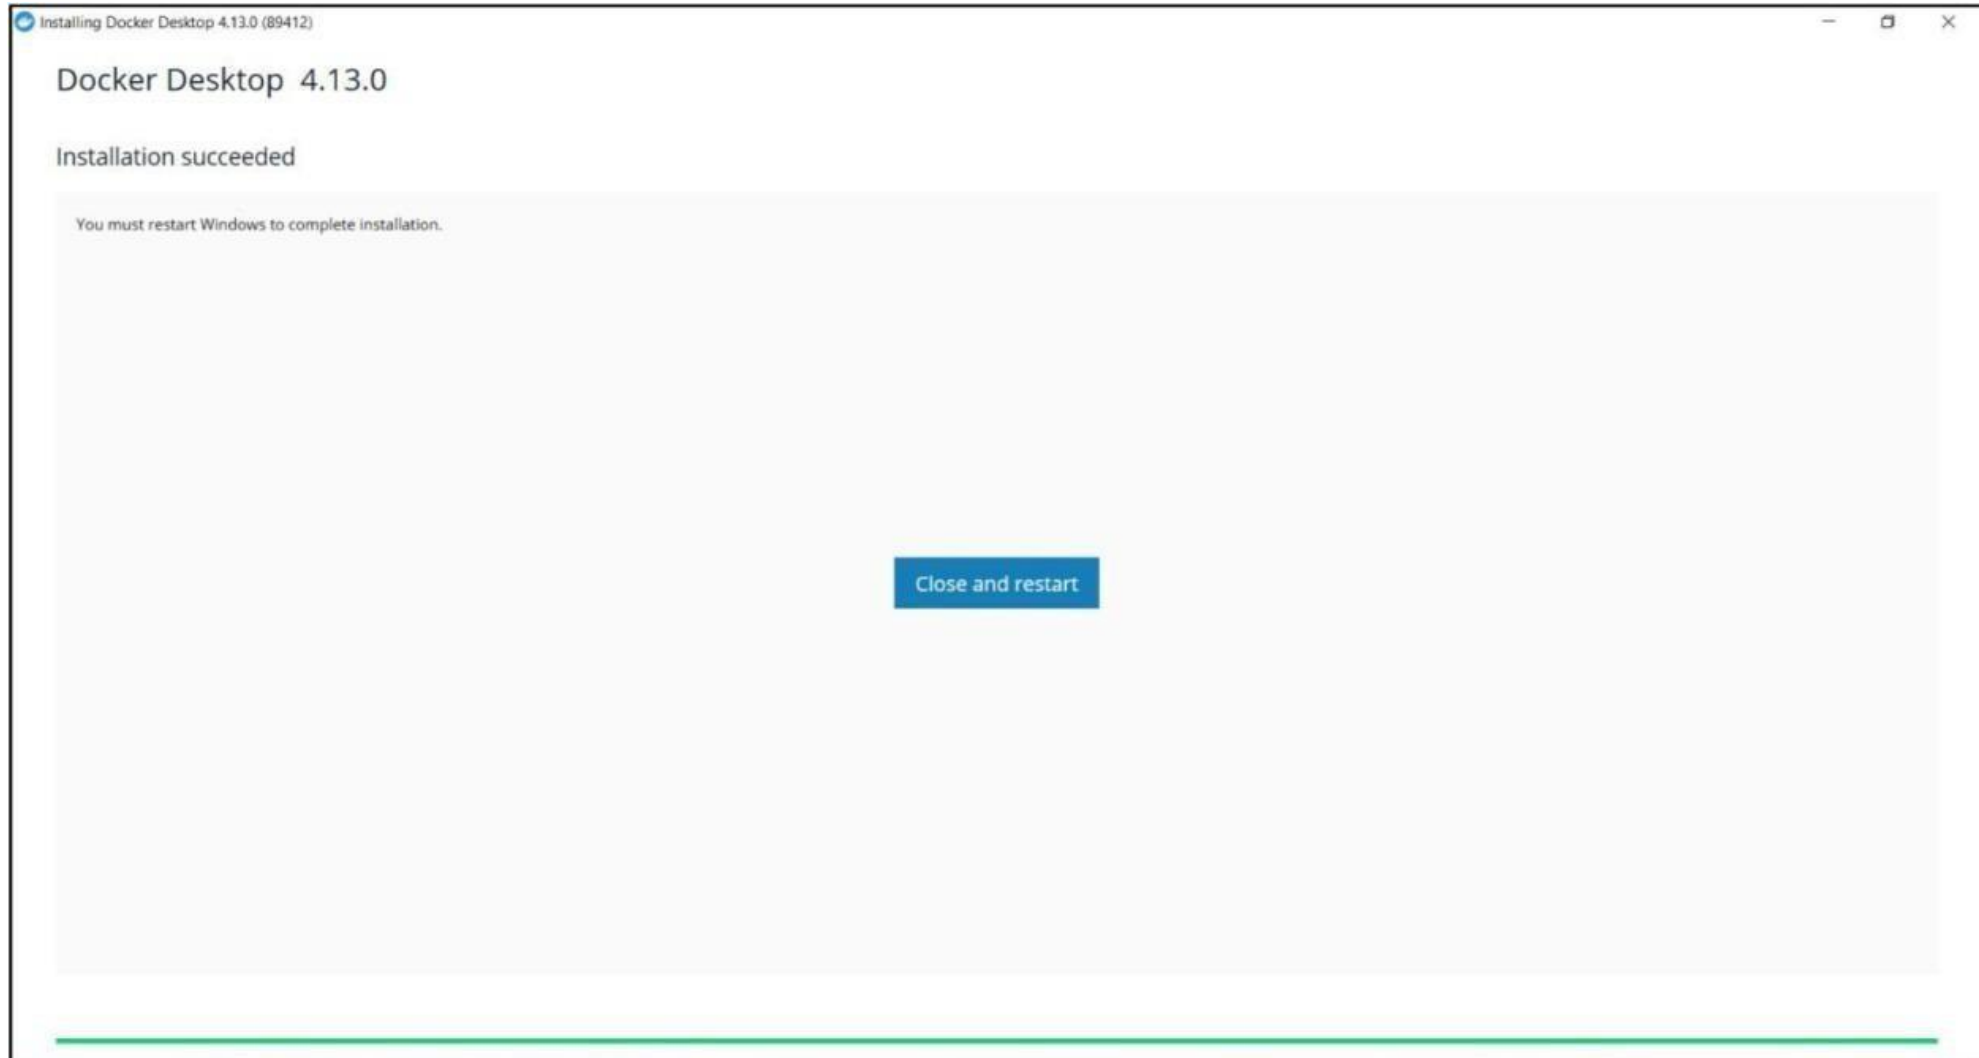 Installing Docker Desktop 4.13.0 (89412)
Docker Desktop 4.13.0
Installation succeeded
You must restart Windows to complete installation.
Close and restart